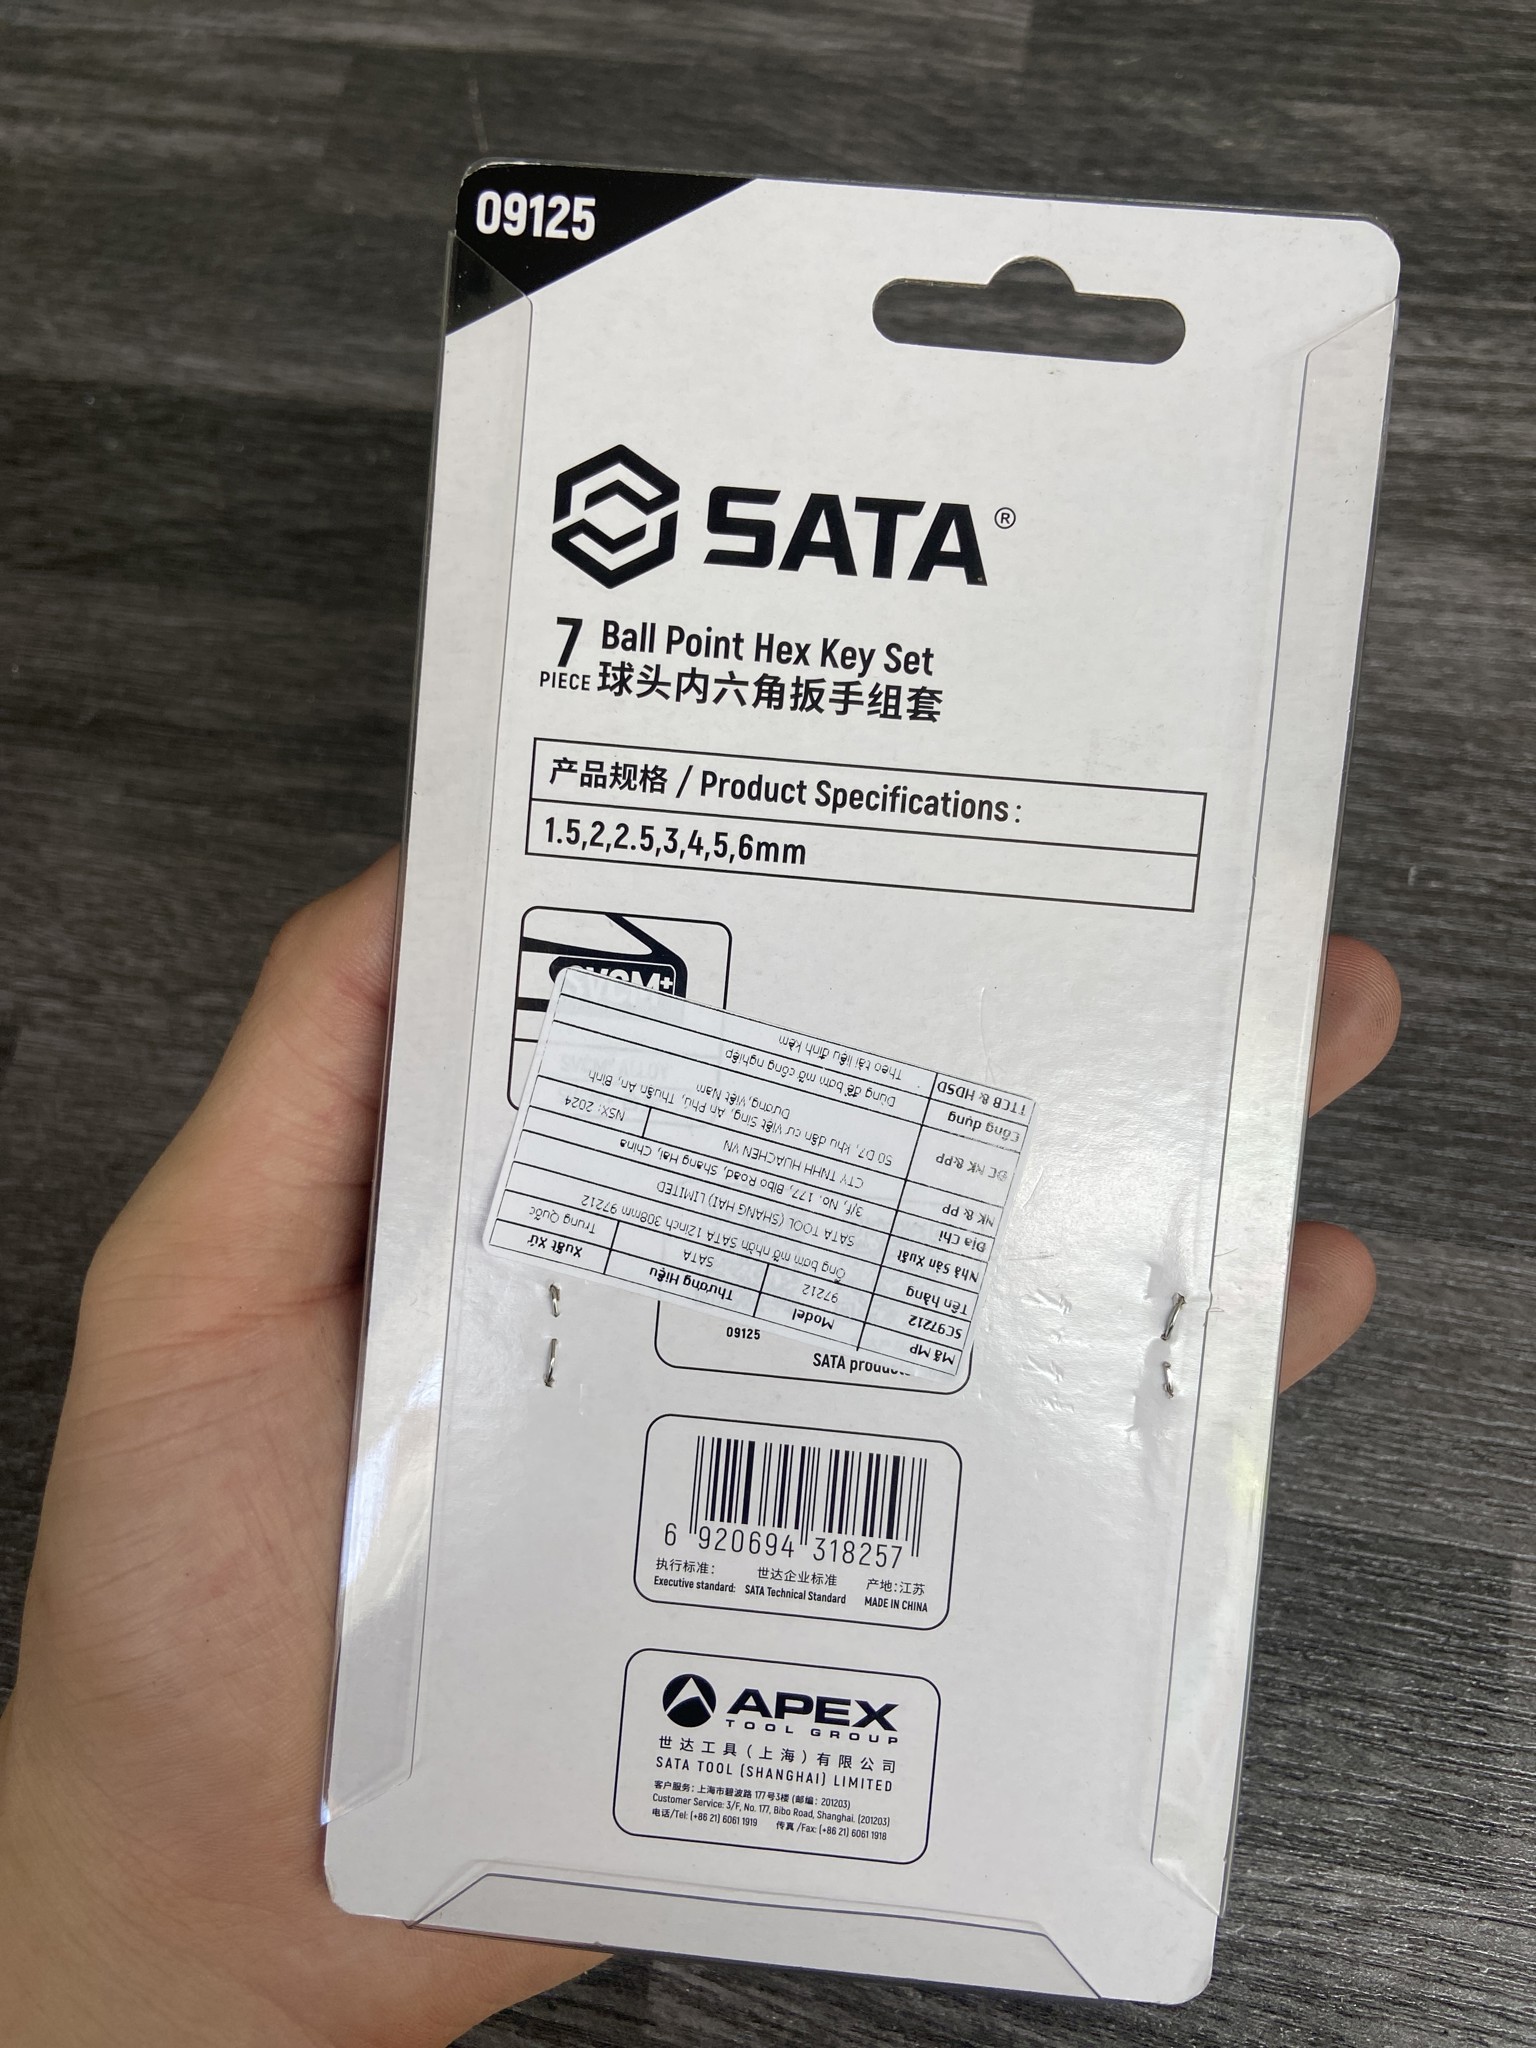 09125
SATA®
7 PIECE
Ball Point Hex Key Set
球头内六角扳手组套
产品规格 / Product Specifications:
1.5,2,2.5,3,4,5,6mm
Mã MP Model Thương Hiệu Xuất Xứ
SC97212 97212 SATA Trung Quốc
Tên hàng Ống bơm mỡ nhãn SATA 12inch 308mm 97212
Nhà Sản Xuất SATA TOOL (SHANG HAI) LIMITED
Địa Chỉ 3/f, No. 177, Bibo Road, Shang Hai, China
NK & PP CTY TNHH HUACHEN VN NSX: 2024
ĐC NK & PP 50 D7, khu dân cư Việt Sing, An Phú, Thuận An, Bình
Dương, Việt Nam
Công dụng Dùng để bơm mỡ công nghiệp
TTCB & HDSD Theo tài liệu đính kèm
09125
SATA
6 920694 318257
执行标准: 世达企业标准 产地:江苏
Executive standard: SATA Technical Standard MADE IN CHINA
APEX
TOOL GROUP
世达工具(上海)有限公司
SATA TOOL (SHANGHAI) LIMITED
客户服务: 上海市碧波路 177号3楼 (邮编: 201203)
Customer Service: 3/F, No. 177, Bibo Road, Shanghai. (201203)
电话/Tel: (+86 21) 6061 1919 传真 /Fax: (+86 21) 6061 1918